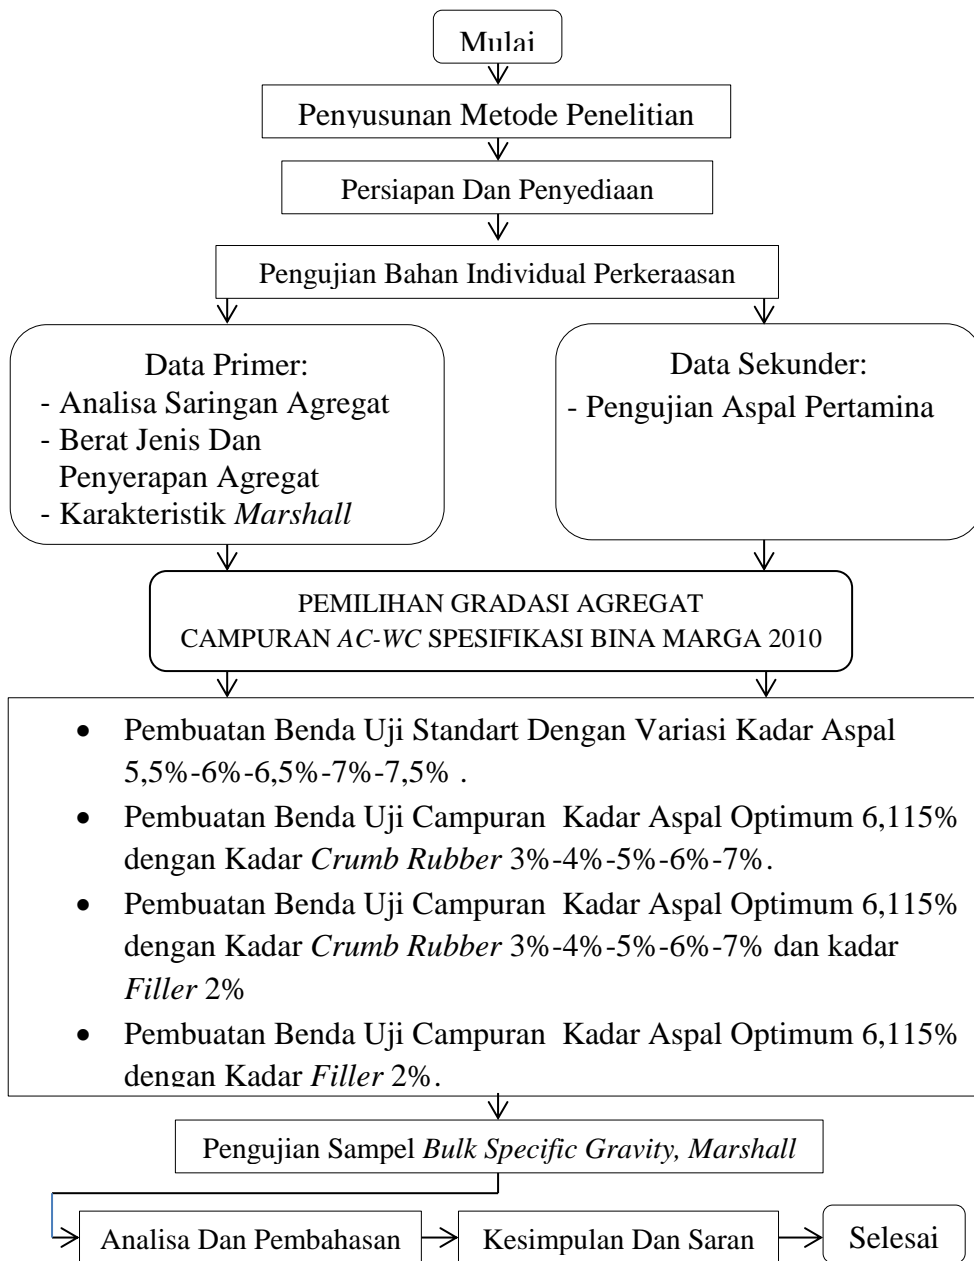 Mulai
Penyusunan Metode Penelitian
Persiapan Dan Penyediaan
Pengujian Bahan Individual Perkeraasan
Data Primer:
- Analisa Saringan Agregat
- Berat Jenis Dan
Penyerapan Agregat
- Karakteristik Marshall
Data Sekunder:
- Pengujian Aspal Pertamina
PEMILIHAN GRADASI AGREGAT
CAMPURAN AC-WC SPESIFIKASI BINA MARGA 2010
• Pembuatan Benda Uji Standart Dengan Variasi Kadar Aspal
5,5%-6%-6,5%-7%-7,5% .
• Pembuatan Benda Uji Campuran Kadar Aspal Optimum 6,115%
dengan Kadar Crumb Rubber 3%-4%-5%-6%-7%.
• Pembuatan Benda Uji Campuran Kadar Aspal Optimum 6,115%
dengan Kadar Crumb Rubber 3%-4%-5%-6%-7% dan kadar
Filler 2%
• Pembuatan Benda Uji Campuran Kadar Aspal Optimum 6,115%
dengan Kadar Filler 2%.
Pengujian Sampel Bulk Specific Gravity, Marshall
Analisa Dan Pembahasan
Kesimpulan Dan Saran
Selesai